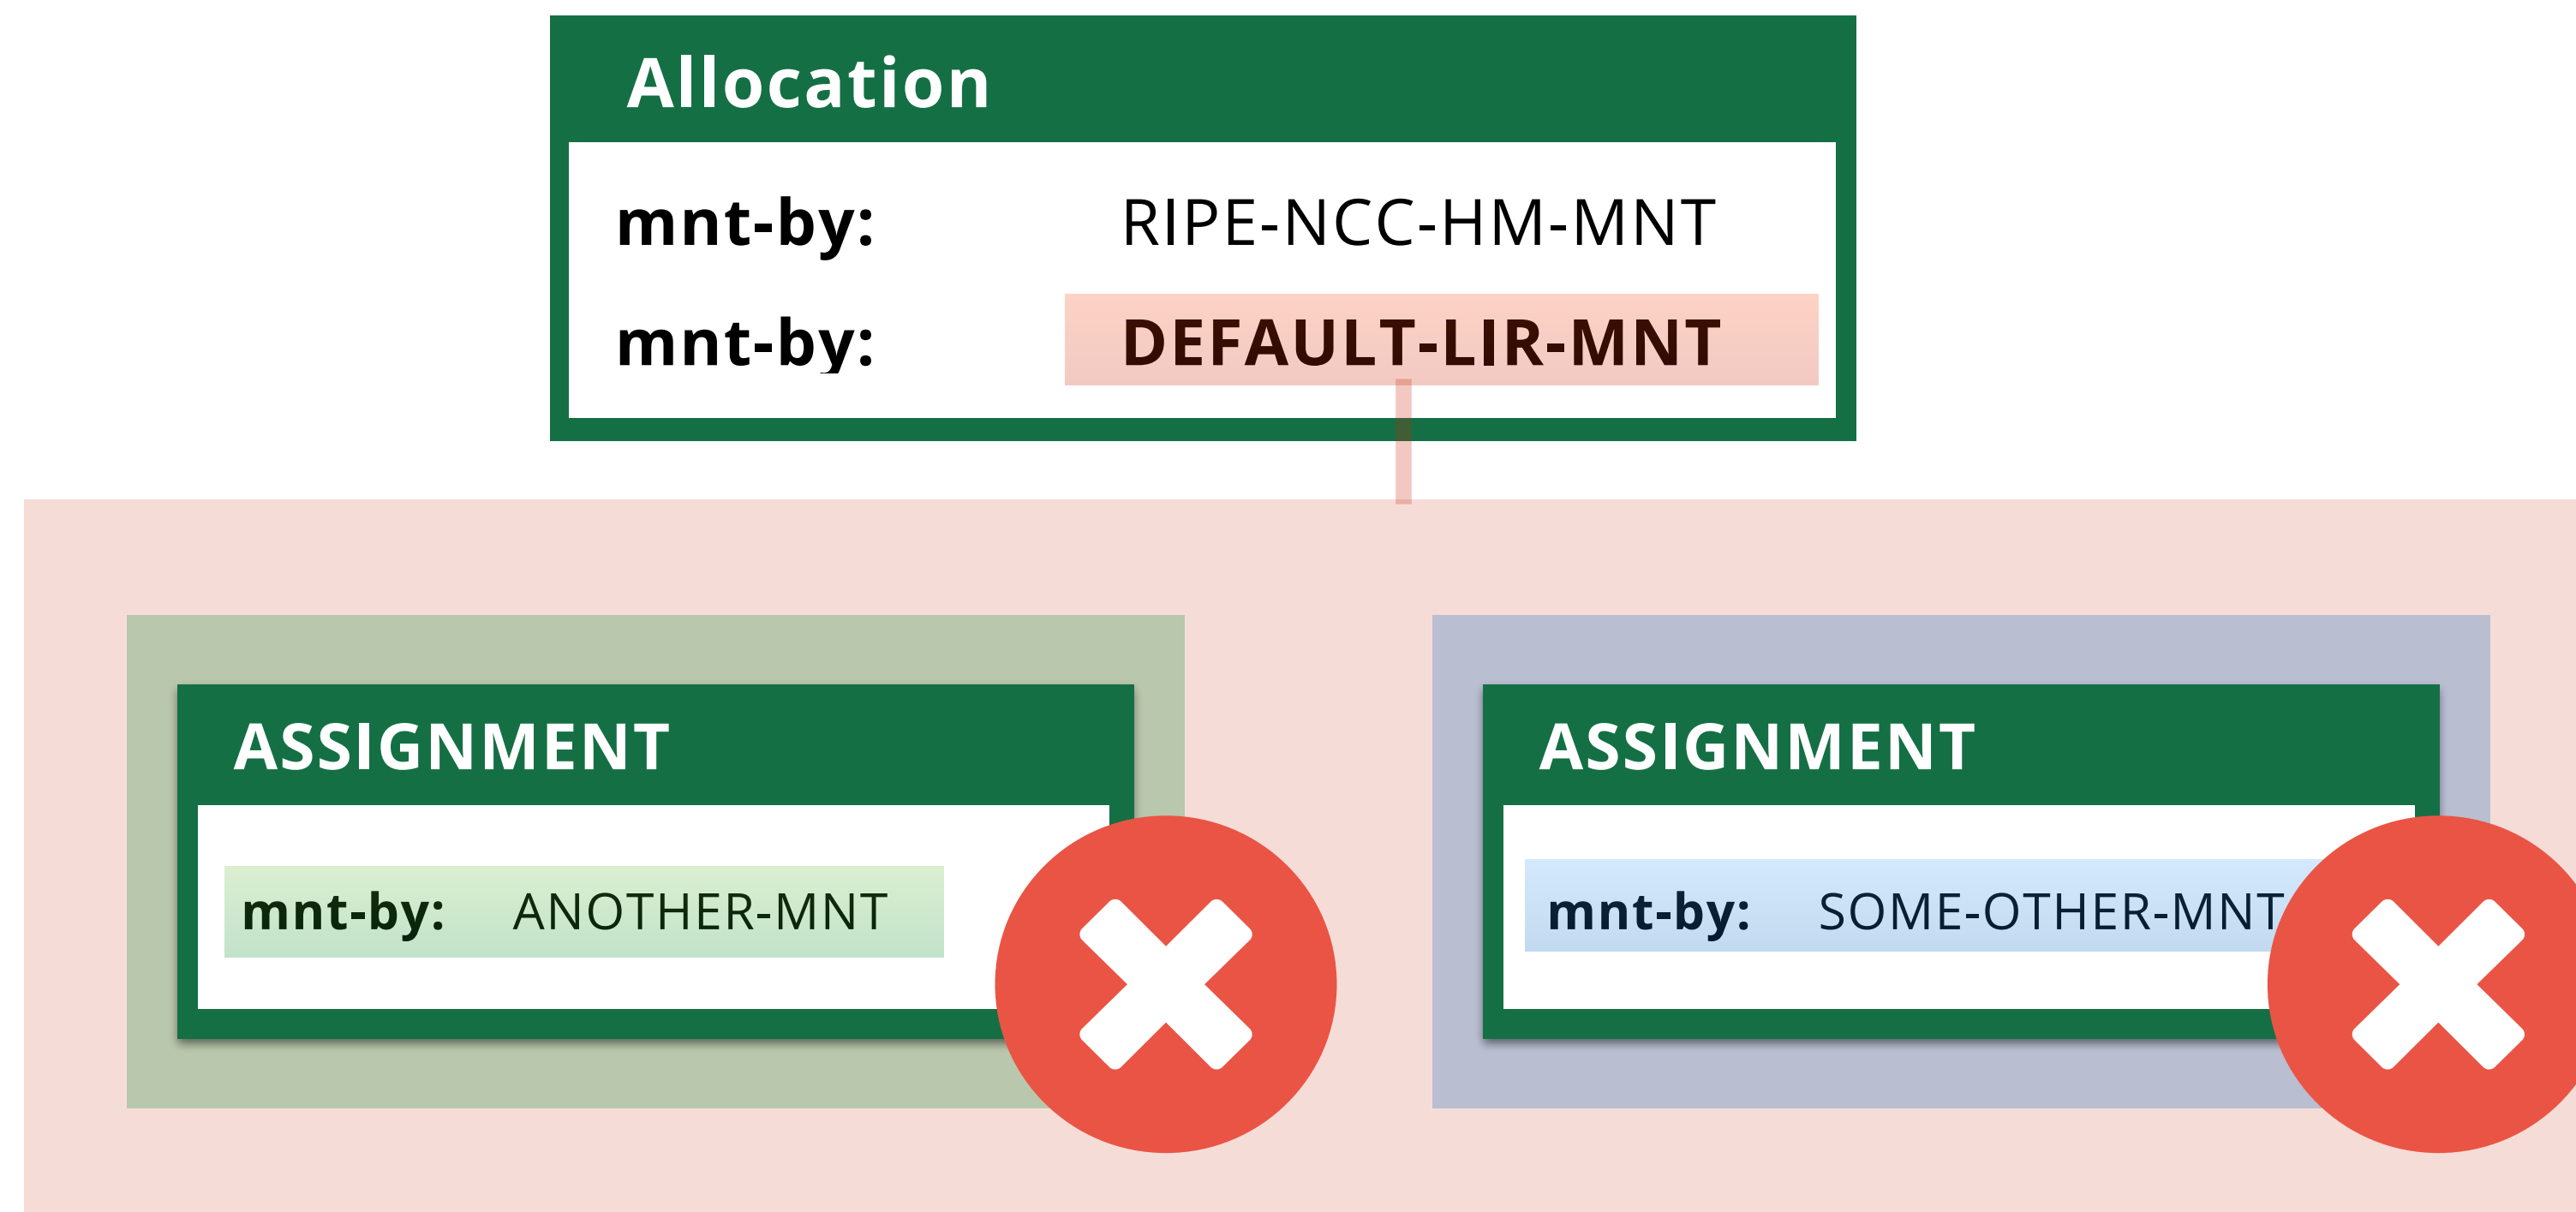 Allocation
mnt-by: RIPE-NCC-HM-MNT
mnt-by: DEFAULT-LIR-MNT
ASSIGNMENT
mnt-by: ANOTHER-MNT
ASSIGNMENT
mnt-by: SOME-OTHER-MNT